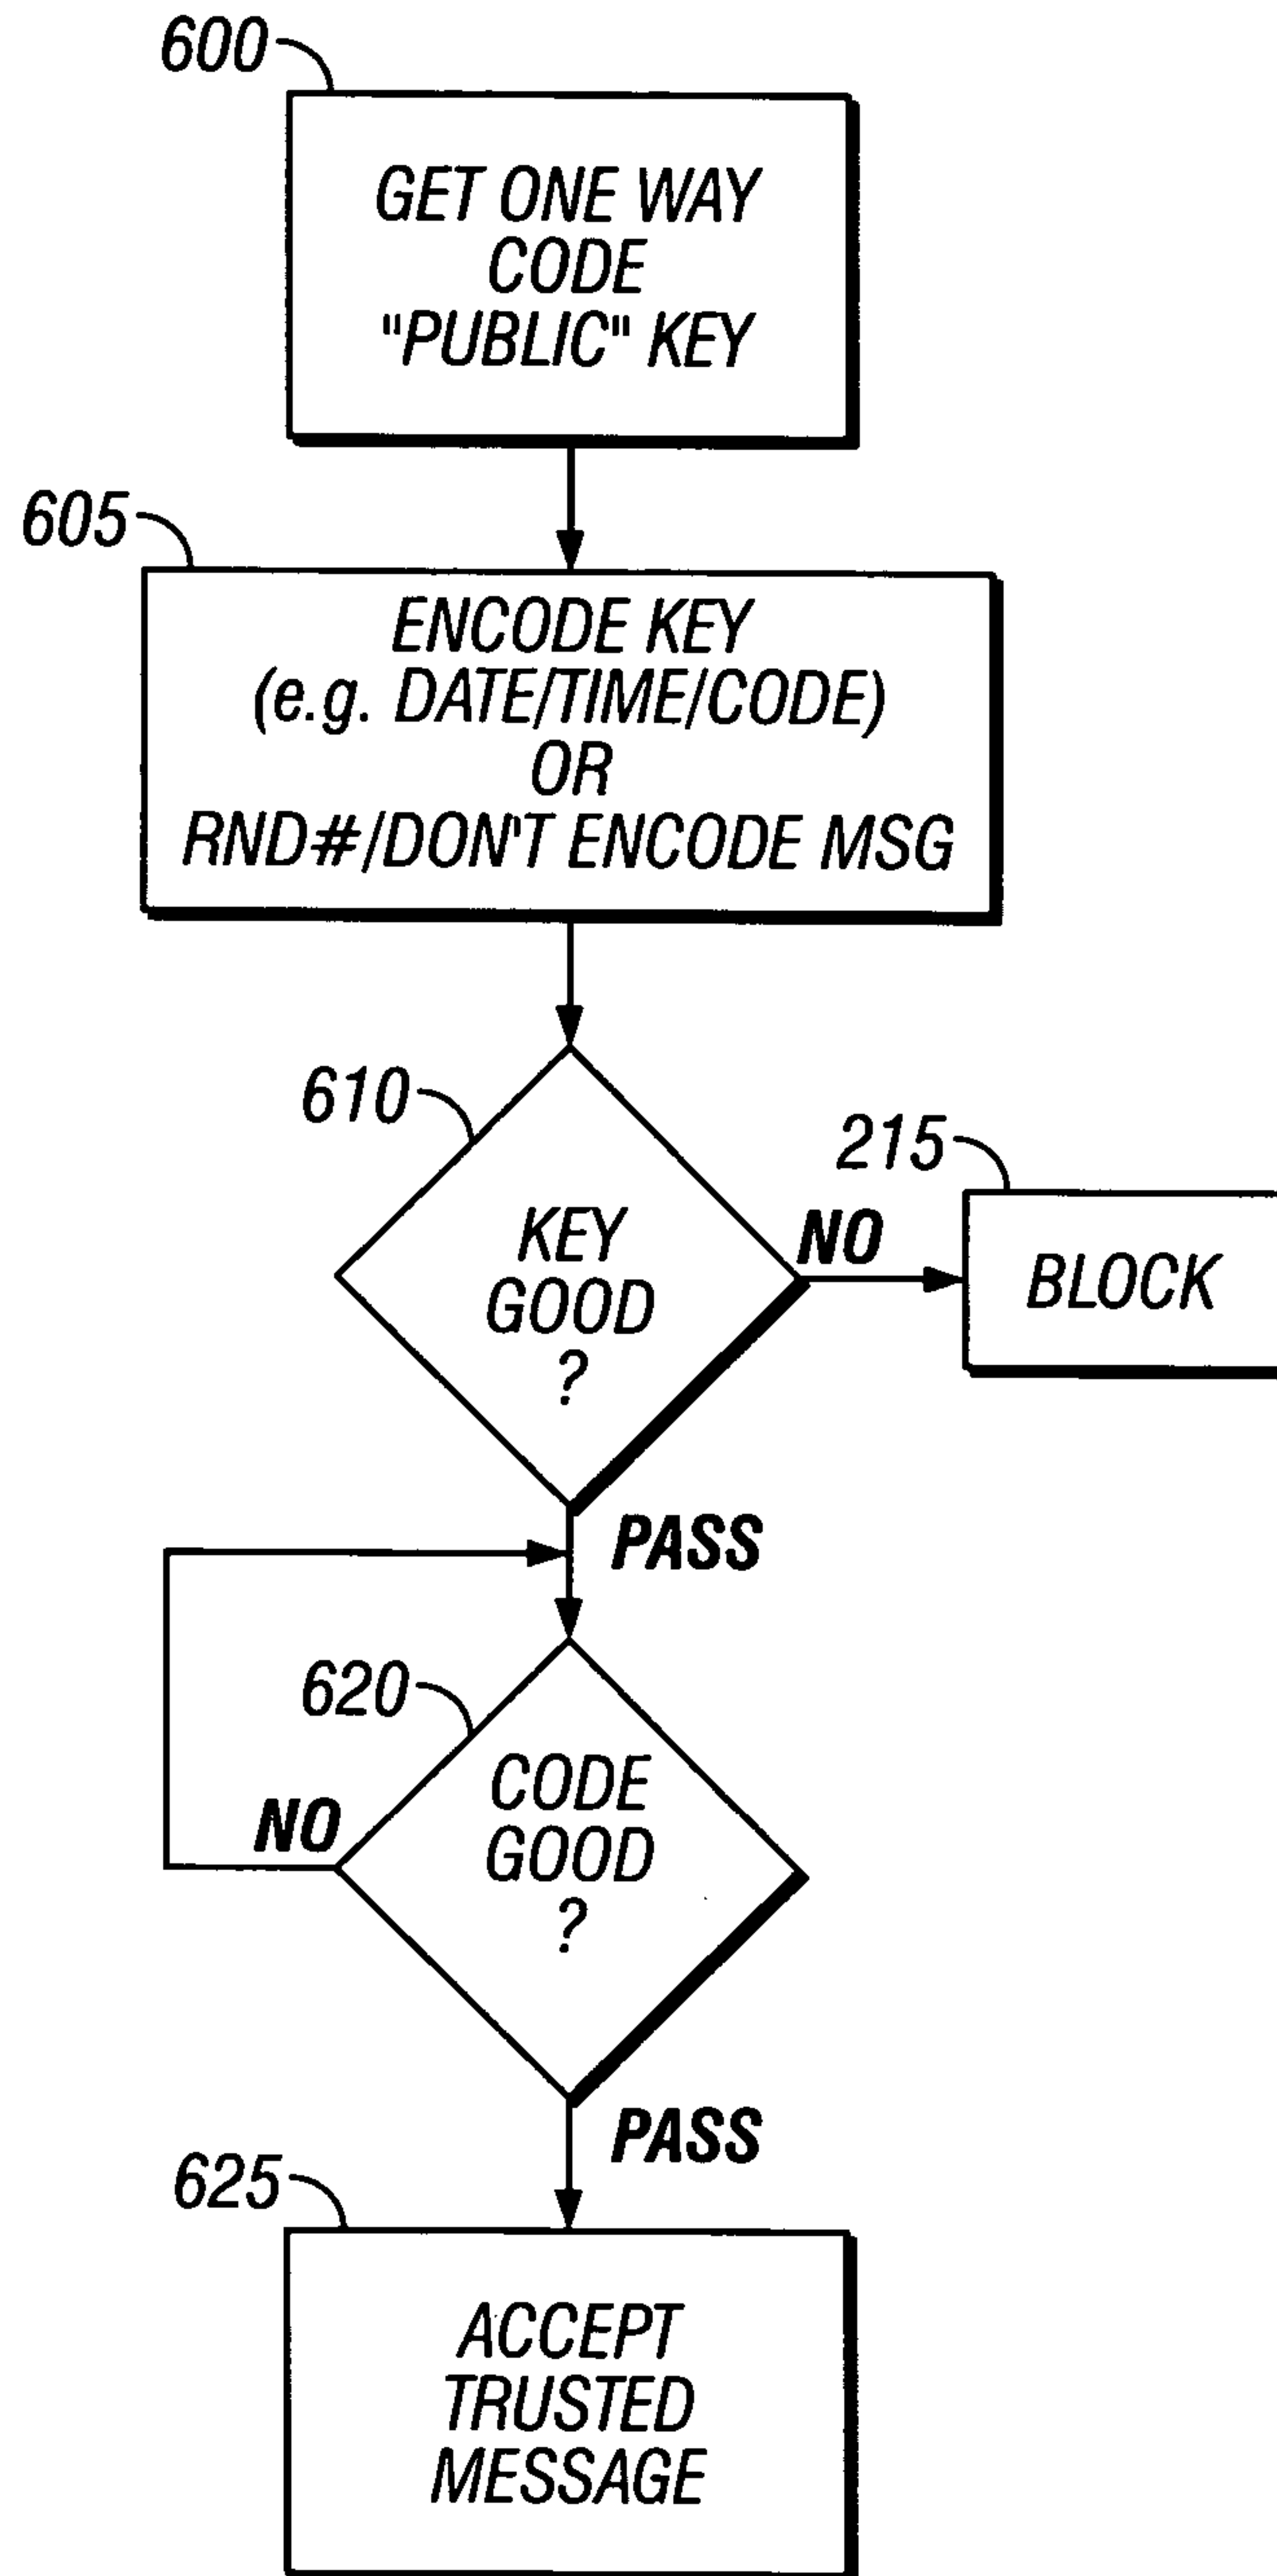 600
GET ONE WAY
CODE
"PUBLIC" KEY
605
ENCODE KEY
(e.g. DATE/TIME/CODE)
OR
RND#/DON'T ENCODE MSG
610
KEY
GOOD
?
NO
215
BLOCK
PASS
620
CODE
GOOD
?
NO
PASS
625
ACCEPT
TRUSTED
MESSAGE